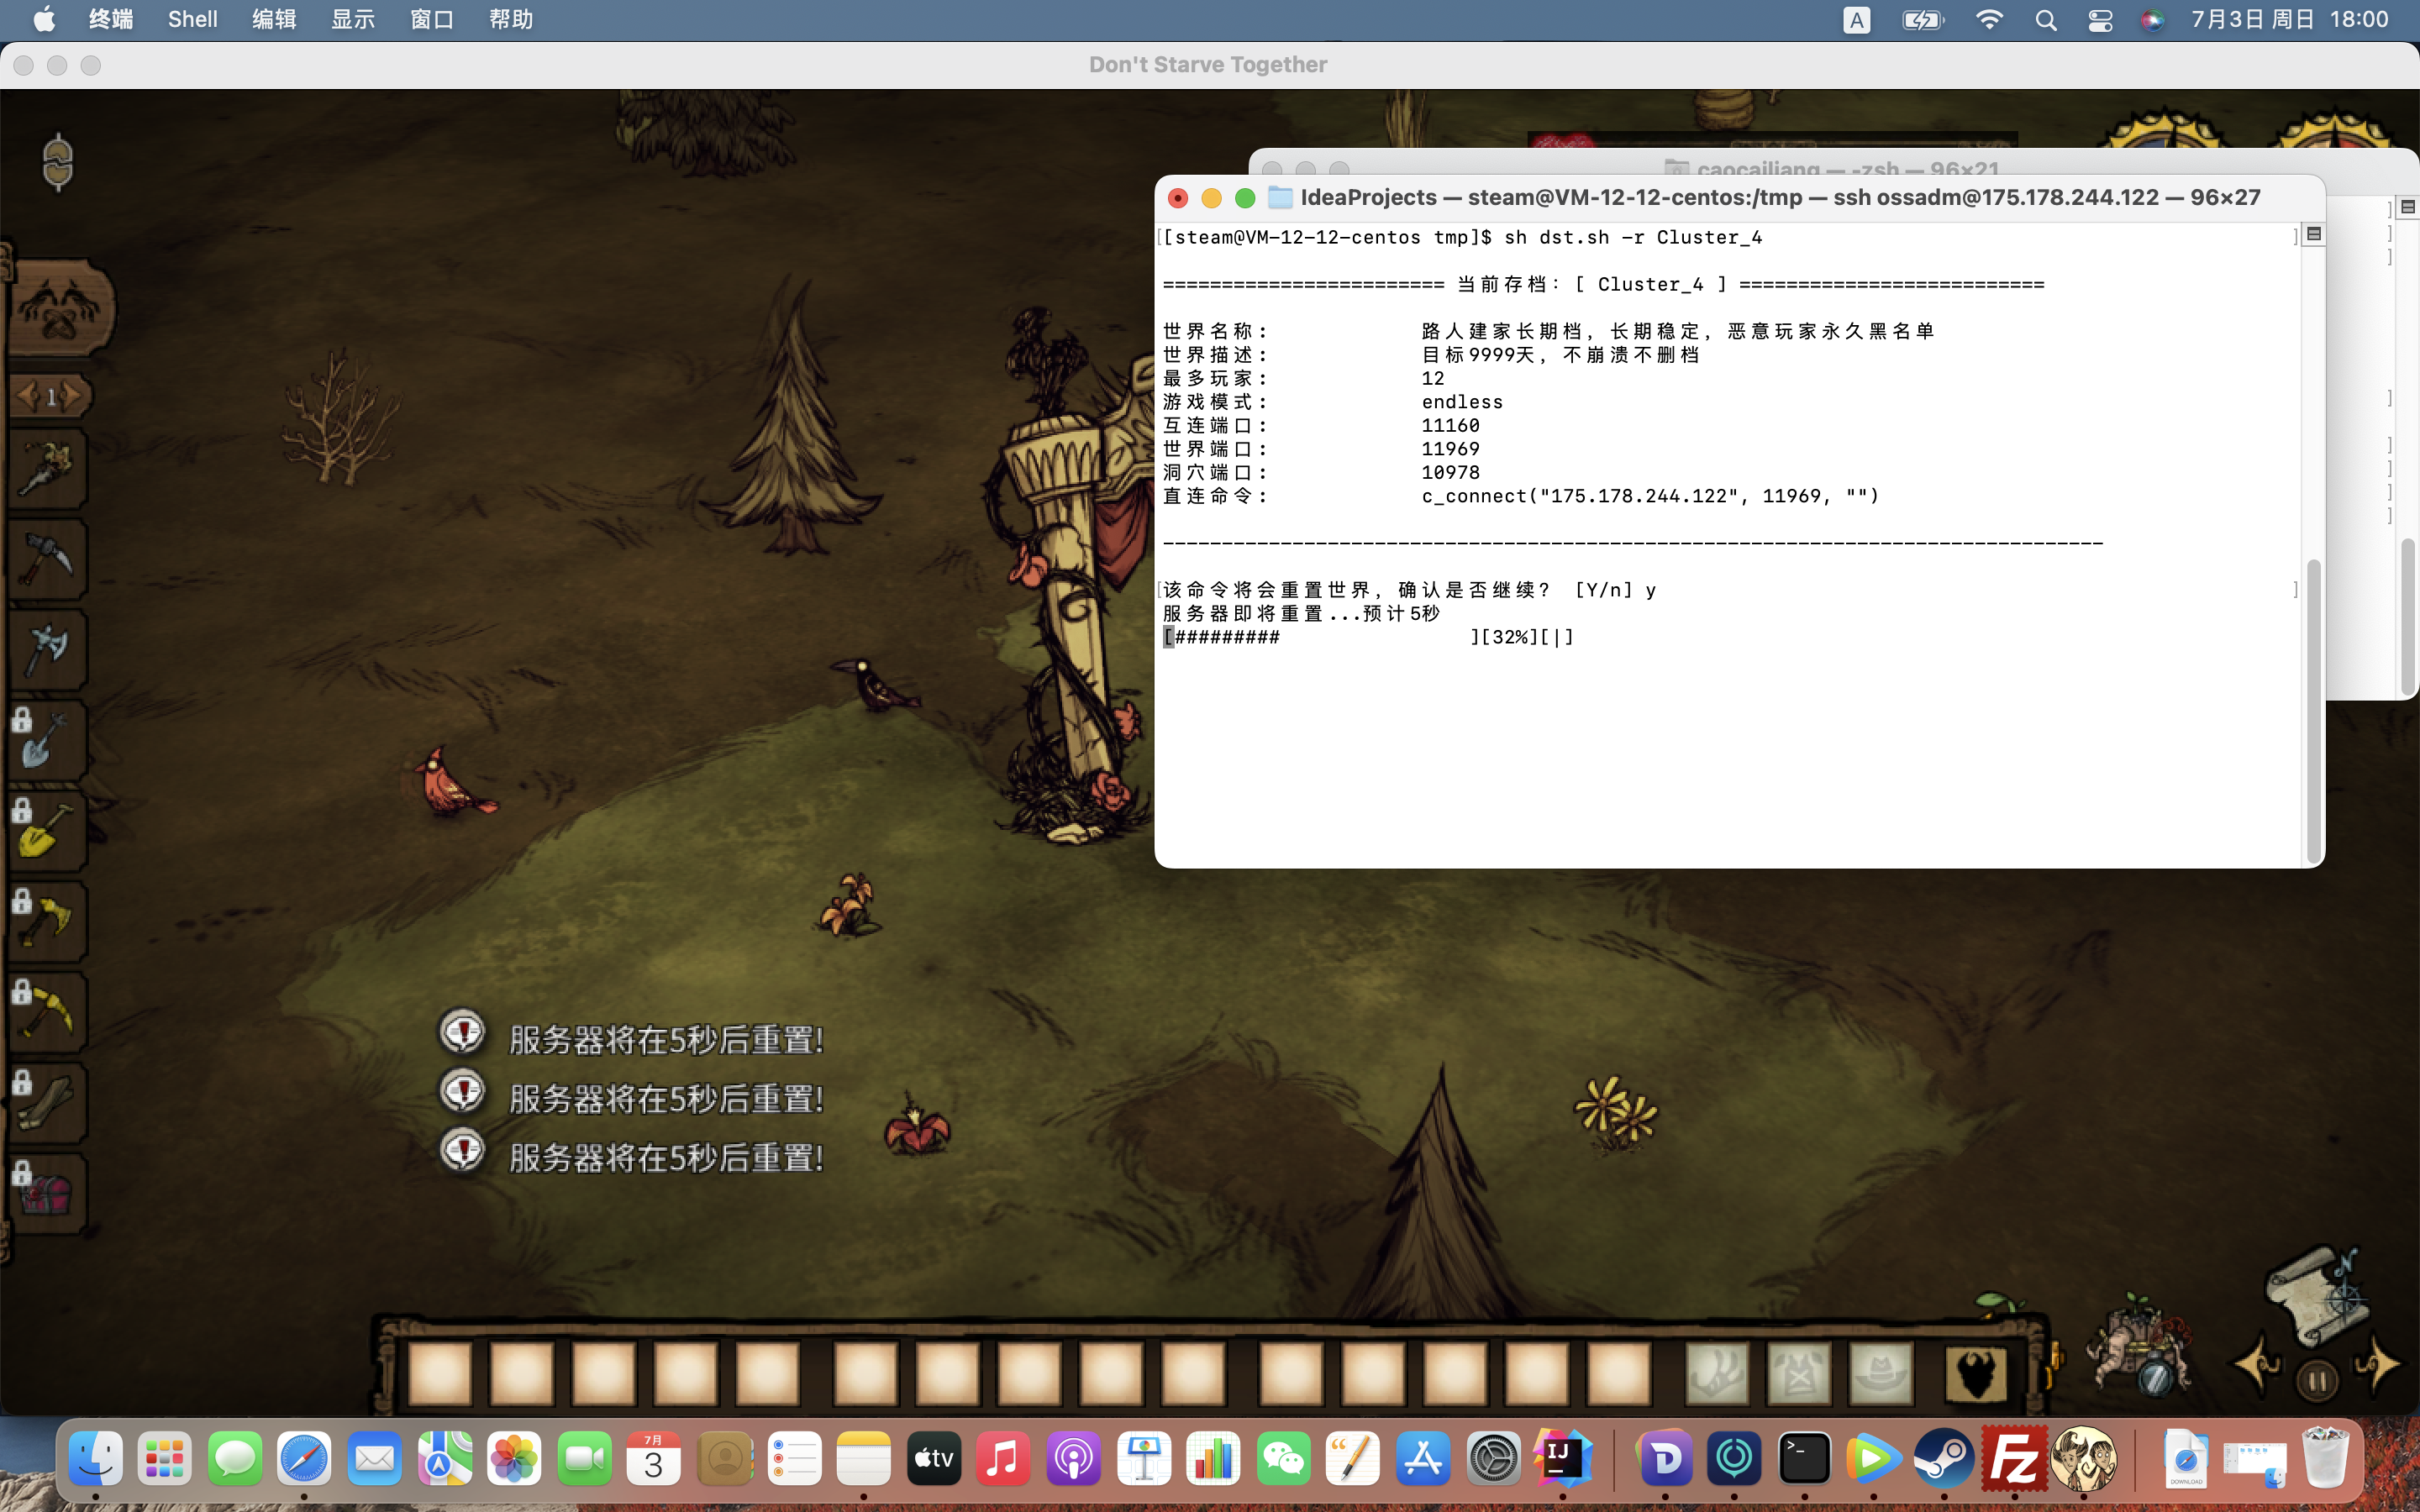 终端 Shell 编辑 显示 窗口 帮助
A 7月3日 周日 18:00
Don't Starve Together
caocailiang — -zsh — 96×21
IdeaProjects — steam@VM-12-12-centos:/tmp — ssh ossadm@175.178.244.122 — 96×27
[[steam@VM-12-12-centos tmp]$ sh dst.sh -r Cluster_4 ]
======================== 当前存档: [ Cluster_4 ] ==========================
世界名称: 路人建家长期档, 长期稳定, 恶意玩家永久黑名单
世界描述: 目标9999天, 不崩溃不删档
最多玩家: 12
游戏模式: endless
互连端口: 11160
世界端口: 11969
洞穴端口: 10978
直连命令: c_connect("175.178.244.122", 11969, "")
--------------------------------------------------------------------------------
[该命令将会重置世界, 确认是否继续? [Y/n] y ]
服务器即将重置...预计5秒
[######### ][32%][|]
1
服务器将在5秒后重置!
服务器将在5秒后重置!
服务器将在5秒后重置!
N
7月
3
tv
IJ
D
>_
Fz
DOWNLOAD